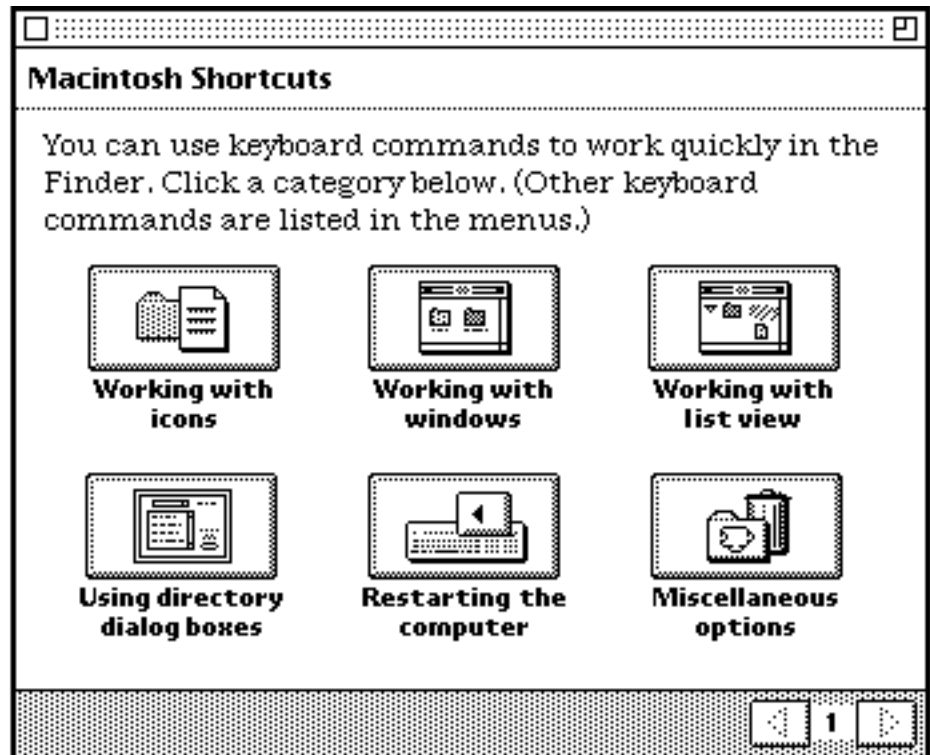 Macintosh Shortcuts
You can use keyboard commands to work quickly in the
Finder. Click a category below. (Other keyboard
commands are listed in the menus.)
Working with
icons
Working with
windows
Working with
list view
Using directory
dialog boxes
Restarting the
computer
Miscellaneous
options
1